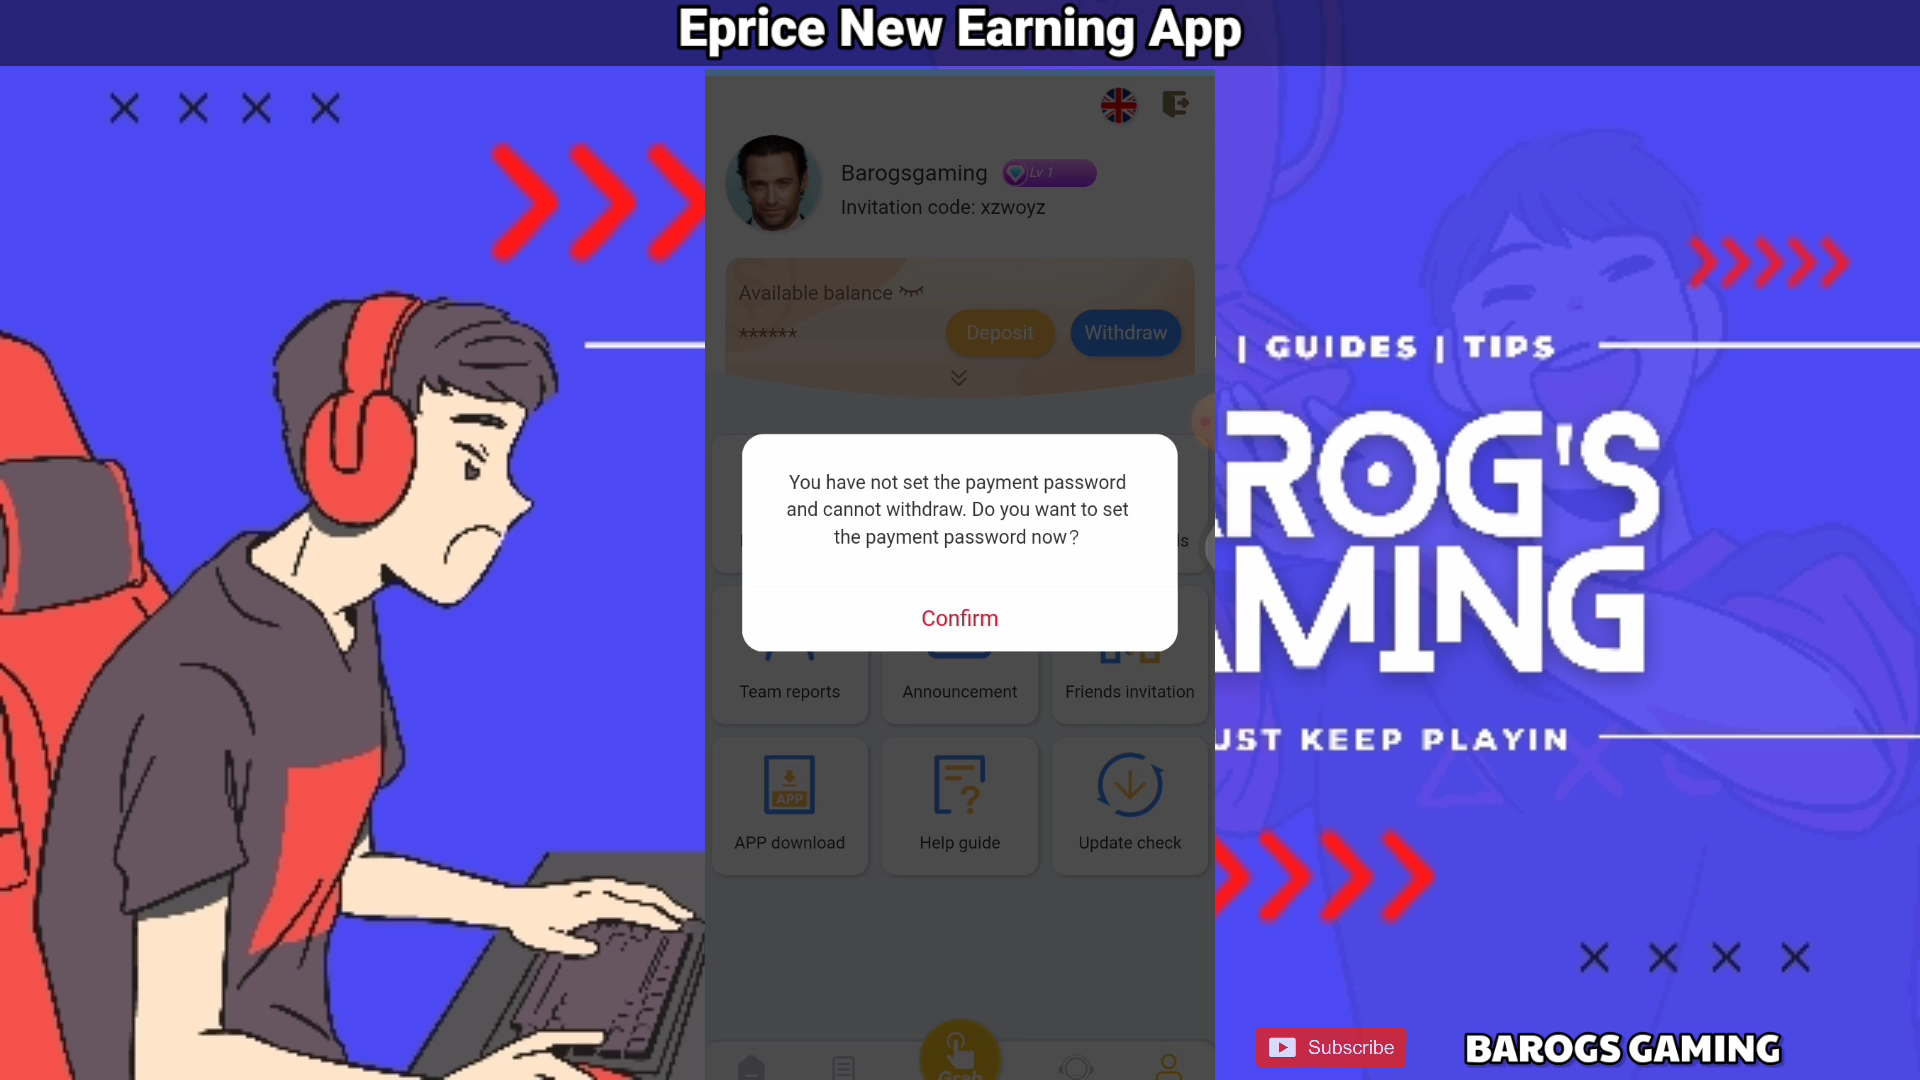 Eprice New Earning App
Barogsgaming
Lv 1
Invitation code: xzwoyz
Available balance
******
Deposit
Withdraw
| GUIDES | TIPS
ROG'S
AMING
UST KEEP PLAYIN
You have not set the payment password
and cannot withdraw. Do you want to set
the payment password now?
Confirm
Team reports
Announcement
Friends invitation
APP
APP download
Help guide
Update check
Grab
Subscribe
BAROGS GAMING